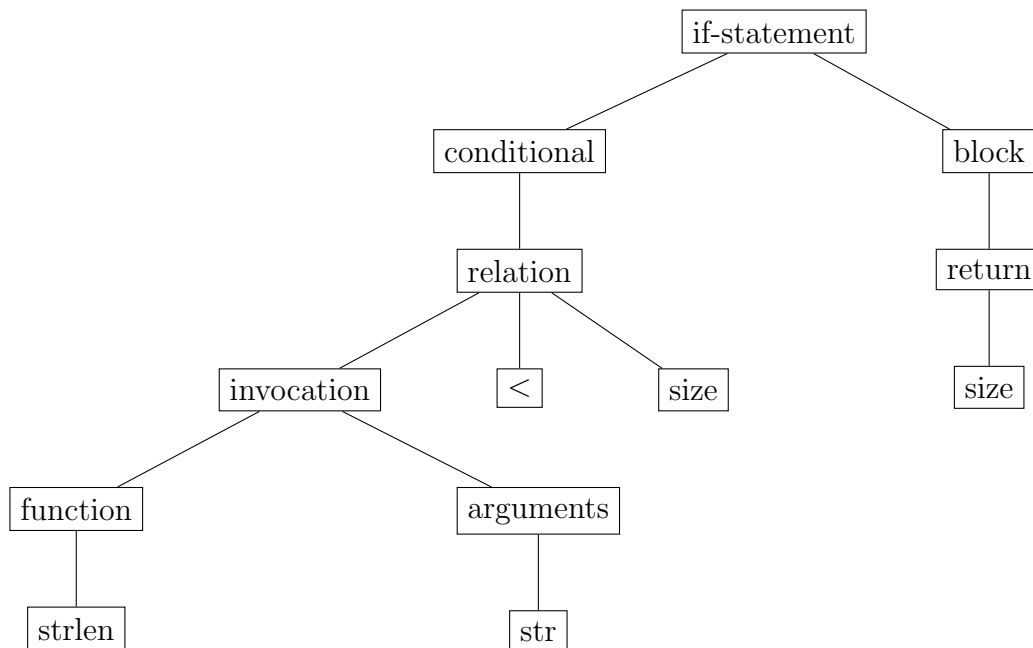 if-statement
conditional
block
relation
return
invocation
<
size
size
function
arguments
strlen
str